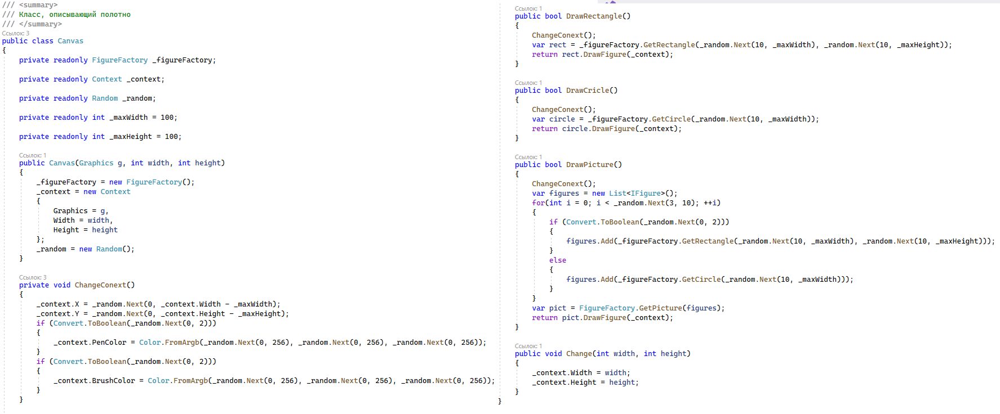 /// <summary>
/// Класс, описывающий полотно
/// </summary>
Ссылок: 3
public class Canvas
{
    private readonly FigureFactory _figureFactory;

    private readonly Context _context;

    private readonly Random _random;

    private readonly int _maxWidth = 100;

    private readonly int _maxHeight = 100;

    Ссылок: 1
    public Canvas(Graphics g, int width, int height)
    {
        _figureFactory = new FigureFactory();
        _context = new Context
        {
            Graphics = g,
            Width = width,
            Height = height
        };
        _random = new Random();
    }

    Ссылок: 3
    private void ChangeConext()
    {
        _context.X = _random.Next(0, _context.Width - _maxWidth);
        _context.Y = _random.Next(0, _context.Height - _maxHeight);
        if (Convert.ToBoolean(_random.Next(0, 2)))
        {
            _context.PenColor = Color.FromArgb(_random.Next(0, 256), _random.Next(0, 256), _random.Next(0, 256));
        }
        if (Convert.ToBoolean(_random.Next(0, 2)))
        {
            _context.BrushColor = Color.FromArgb(_random.Next(0, 256), _random.Next(0, 256), _random.Next(0, 256));
        }
    }

    Ссылок: 1
    public bool DrawRectangle()
    {
        ChangeConext();
        var rect = _figureFactory.GetRectangle(_random.Next(10, _maxWidth), _random.Next(10, _maxHeight));
        return rect.DrawFigure(_context);
    }

    Ссылок: 1
    public bool DrawCricle()
    {
        ChangeConext();
        var circle = _figureFactory.GetCircle(_random.Next(10, _maxWidth));
        return circle.DrawFigure(_context);
    }

    Ссылок: 1
    public bool DrawPicture()
    {
        ChangeConext();
        var figures = new List<IFigure>();
        for(int i = 0; i < _random.Next(3, 10); ++i)
        {
            if (Convert.ToBoolean(_random.Next(0, 2)))
            {
                figures.Add(_figureFactory.GetRectangle(_random.Next(10, _maxWidth), _random.Next(10, _maxHeight)));
            }
            else
            {
                figures.Add(_figureFactory.GetCircle(_random.Next(10, _maxWidth)));
            }
        }
        var pict = FigureFactory.GetPicture(figures);
        return pict.DrawFigure(_context);
    }

    Ссылок: 1
    public void Change(int width, int height)
    {
        _context.Width = width;
        _context.Height = height;
    }
}